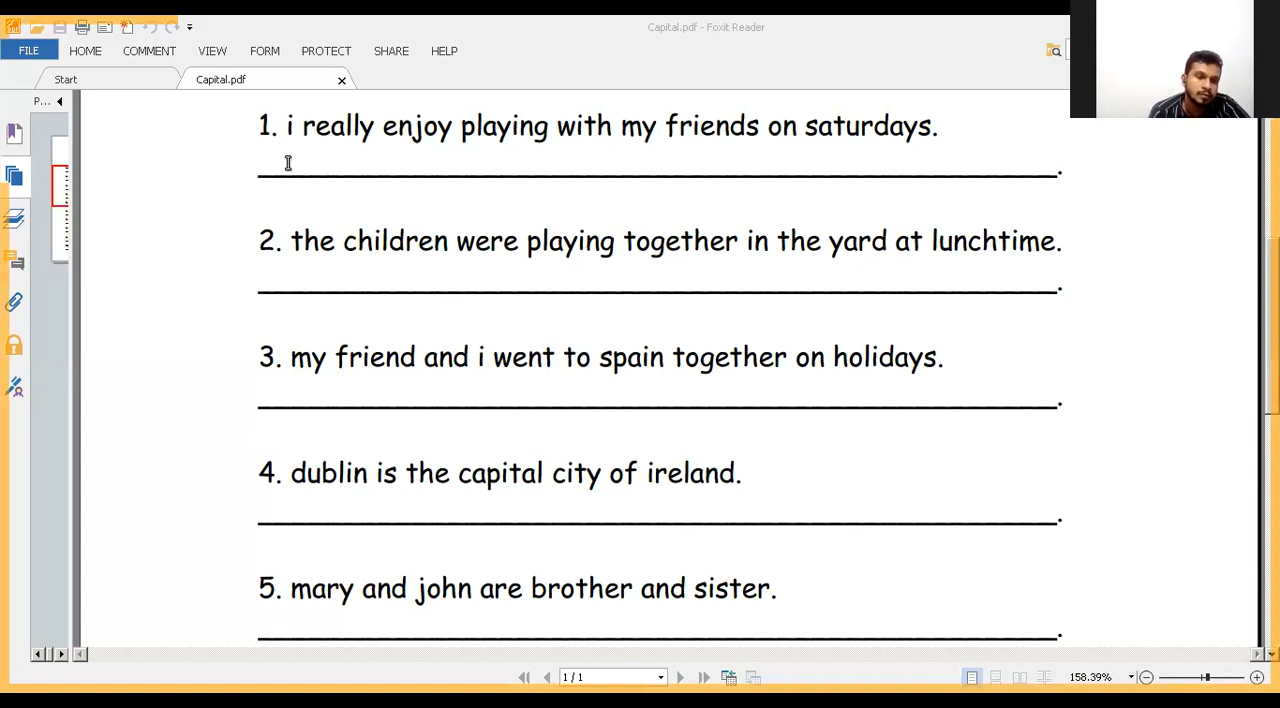 Capital.pdf - Foxit Reader
FILE HOME COMMENT VIEW FORM PROTECT SHARE HELP
Start Capital.pdf
P...
1. i really enjoy playing with my friends on saturdays.
2. the children were playing together in the yard at lunchtime.
3. my friend and i went to spain together on holidays.
4. dublin is the capital city of ireland.
5. mary and john are brother and sister.
1 / 1 158.39%